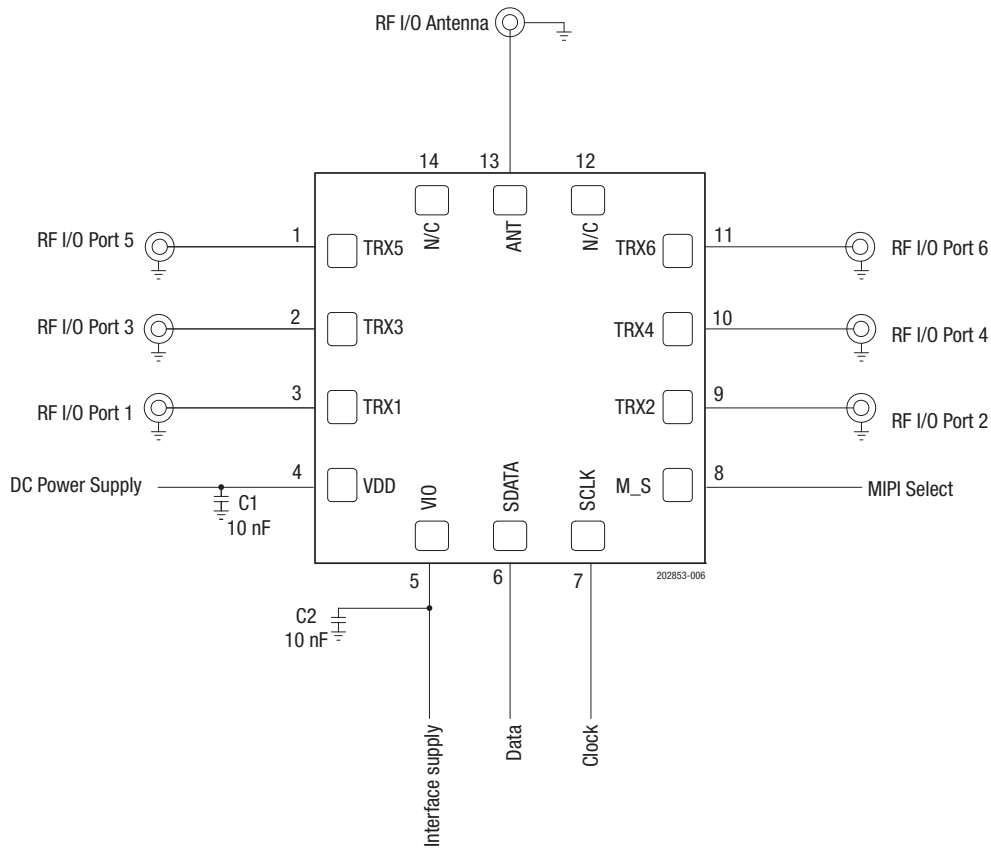 RF I/O Antenna
14
13
12
N/C
ANT
N/C
RF I/O Port 5
1
TRX5
TRX6
11
RF I/O Port 6
RF I/O Port 3
2
TRX3
TRX4
10
RF I/O Port 4
RF I/O Port 1
3
TRX1
TRX2
9
RF I/O Port 2
DC Power Supply
4
VDD
VIO
SDATA
SCLK
M_S
8
MIPI Select
C1
10 nF
5
6
7
202853-006
C2
10 nF
Interface supply
Data
Clock